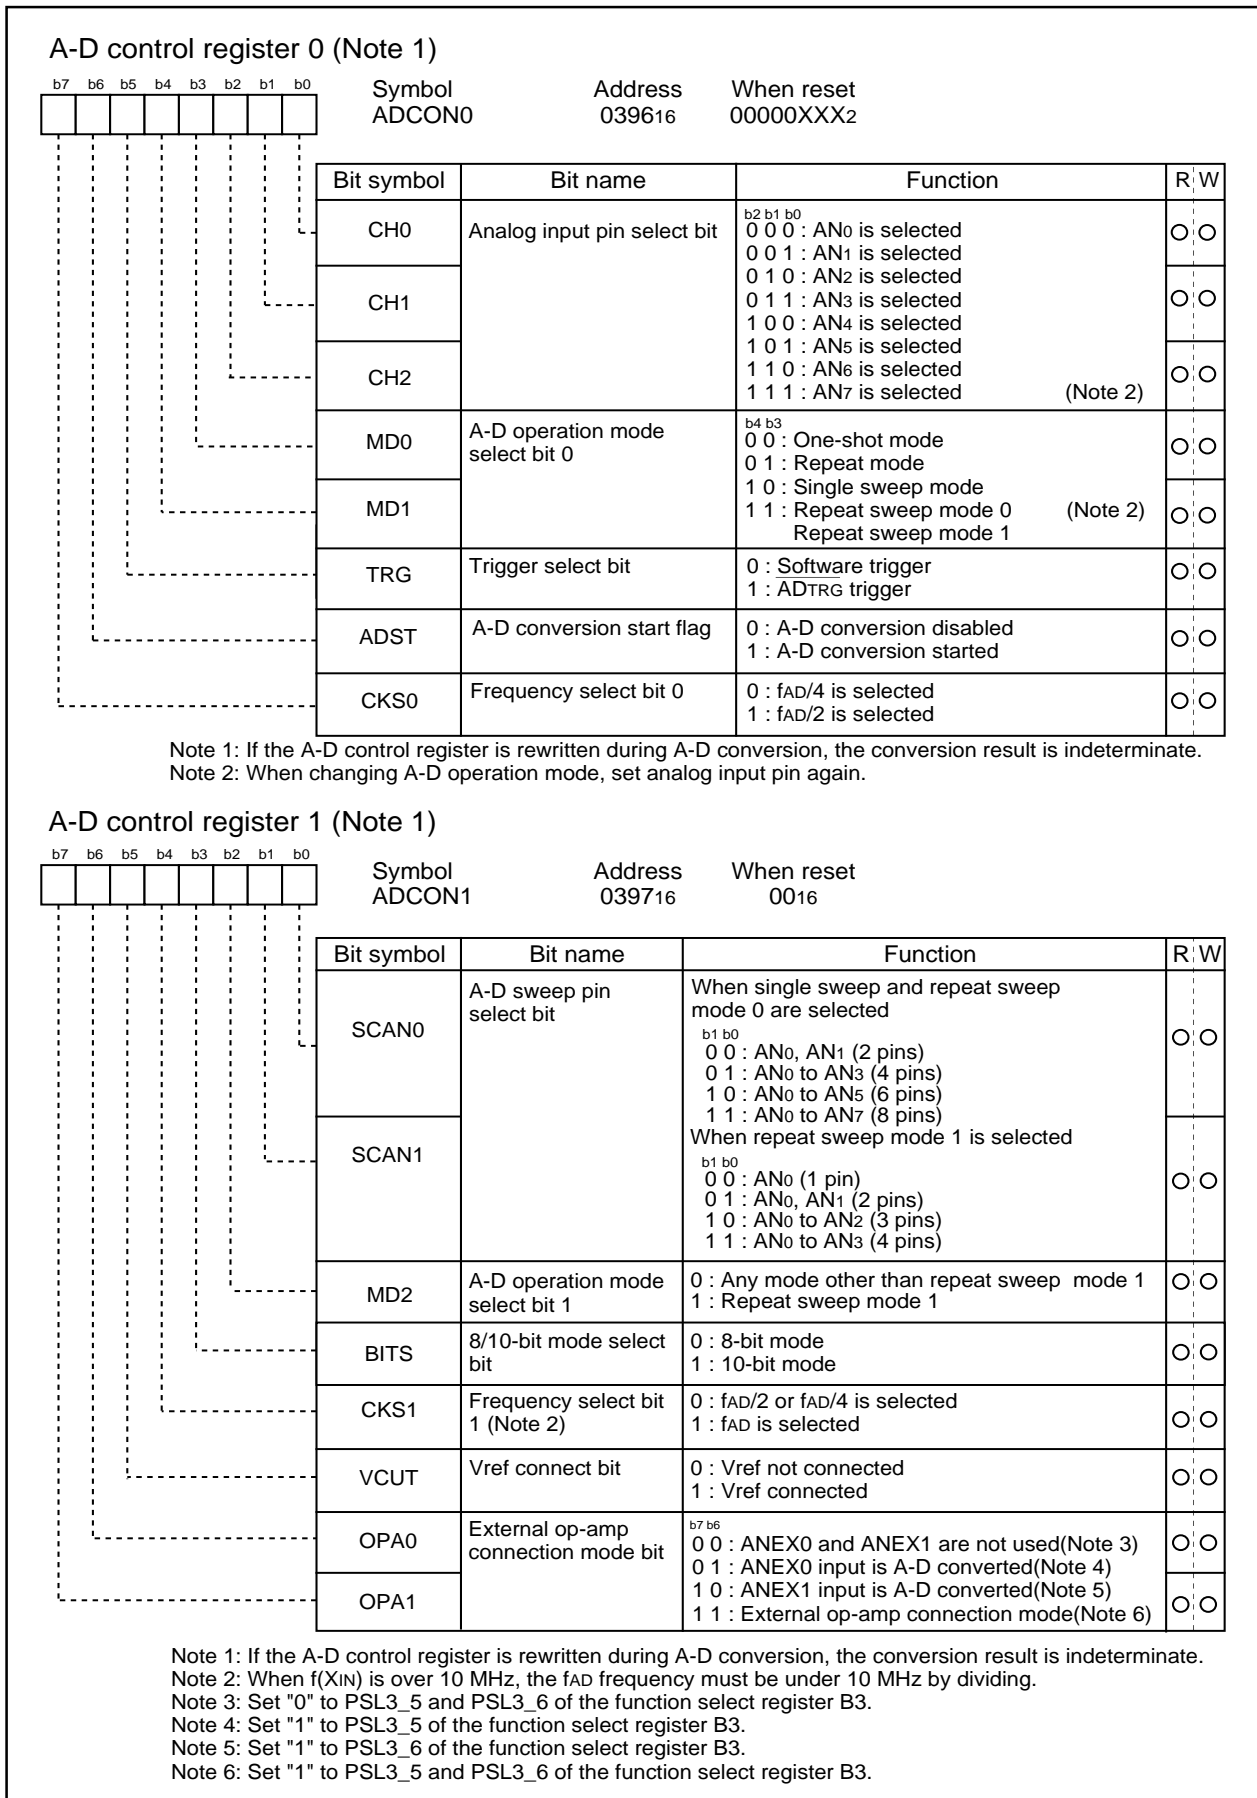 A-D control register 0 (Note 1)
b7 b6 b5 b4 b3 b2 b1 b0
Symbol Address When reset
ADCON0 039616 00000XXX2
Bit symbol Bit name Function R W
CH0 Analog input pin select bit
b2 b1 b0
0 0 0 : AN0 is selected
0 0 1 : AN1 is selected
0 1 0 : AN2 is selected
CH1
0 1 1 : AN3 is selected
1 0 0 : AN4 is selected
1 0 1 : AN5 is selected
CH2
1 1 0 : AN6 is selected
1 1 1 : AN7 is selected (Note 2)
MD0 A-D operation mode
select bit 0
b4 b3
0 0 : One-shot mode
0 1 : Repeat mode
1 0 : Single sweep mode
MD1
1 1 : Repeat sweep mode 0 (Note 2)
Repeat sweep mode 1
TRG Trigger select bit
0 : Software trigger
1 : ADTRG trigger
ADST A-D conversion start flag
0 : A-D conversion disabled
1 : A-D conversion started
CKS0 Frequency select bit 0
0 : fAD/4 is selected
1 : fAD/2 is selected
Note 1: If the A-D control register is rewritten during A-D conversion, the conversion result is indeterminate.
Note 2: When changing A-D operation mode, set analog input pin again.
A-D control register 1 (Note 1)
b7 b6 b5 b4 b3 b2 b1 b0
Symbol Address When reset
ADCON1 039716 0016
Bit symbol Bit name Function R W
SCAN0 A-D sweep pin
select bit
When single sweep and repeat sweep
mode 0 are selected
b1 b0
0 0 : AN0, AN1 (2 pins)
0 1 : AN0 to AN3 (4 pins)
1 0 : AN0 to AN5 (6 pins)
1 1 : AN0 to AN7 (8 pins)
SCAN1
When repeat sweep mode 1 is selected
b1 b0
0 0 : AN0 (1 pin)
0 1 : AN0, AN1 (2 pins)
1 0 : AN0 to AN2 (3 pins)
1 1 : AN0 to AN3 (4 pins)
MD2 A-D operation mode
select bit 1
0 : Any mode other than repeat sweep mode 1
1 : Repeat sweep mode 1
BITS 8/10-bit mode select
bit
0 : 8-bit mode
1 : 10-bit mode
CKS1 Frequency select bit
1 (Note 2)
0 : fAD/2 or fAD/4 is selected
1 : fAD is selected
VCUT Vref connect bit
0 : Vref not connected
1 : Vref connected
OPA0 External op-amp
connection mode bit
b7 b6
0 0 : ANEX0 and ANEX1 are not used(Note 3)
0 1 : ANEX0 input is A-D converted(Note 4)
OPA1
1 0 : ANEX1 input is A-D converted(Note 5)
1 1 : External op-amp connection mode(Note 6)
Note 1: If the A-D control register is rewritten during A-D conversion, the conversion result is indeterminate.
Note 2: When f(XIN) is over 10 MHz, the fAD frequency must be under 10 MHz by dividing.
Note 3: Set "0" to PSL3_5 and PSL3_6 of the function select register B3.
Note 4: Set "1" to PSL3_5 of the function select register B3.
Note 5: Set "1" to PSL3_6 of the function select register B3.
Note 6: Set "1" to PSL3_5 and PSL3_6 of the function select register B3.